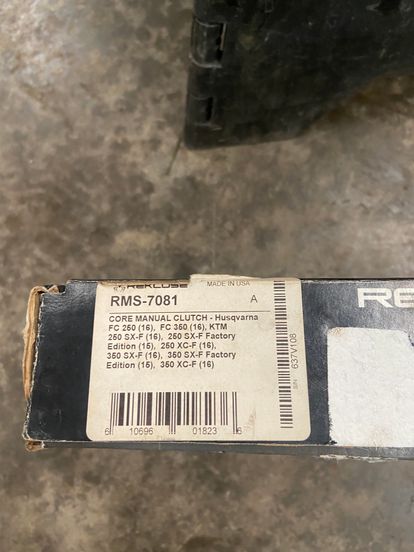 REKLUSE MADE IN USA
RMS-7081 A
CORE MANUAL CLUTCH - Husqvarna
FC 250 (16), FC 350 (16), KTM
250 SX-F (16), 250 SX-F Factory
Edition (15), 250 XC-F (16),
350 SX-F (16), 350 SX-F Factory
Edition (15), 350 XC-F (16)
6 10696 01823 6
S/N: 637V108
RE